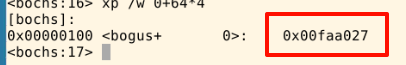 <bochs:16> xp /w 0+64*4
[bochs]:
0x00000100 <bogus+       0>:    0x00faa027
<bochs:17>